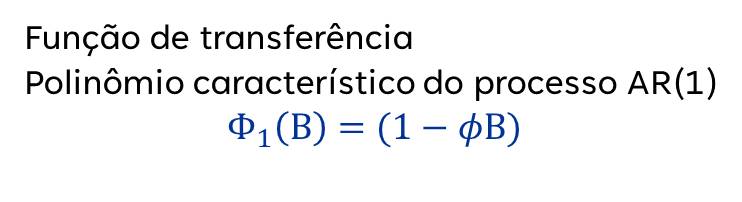 Função de transferência
Polinômio característico do processo AR(1)
Φ₁(B) = (1 − ϕB)